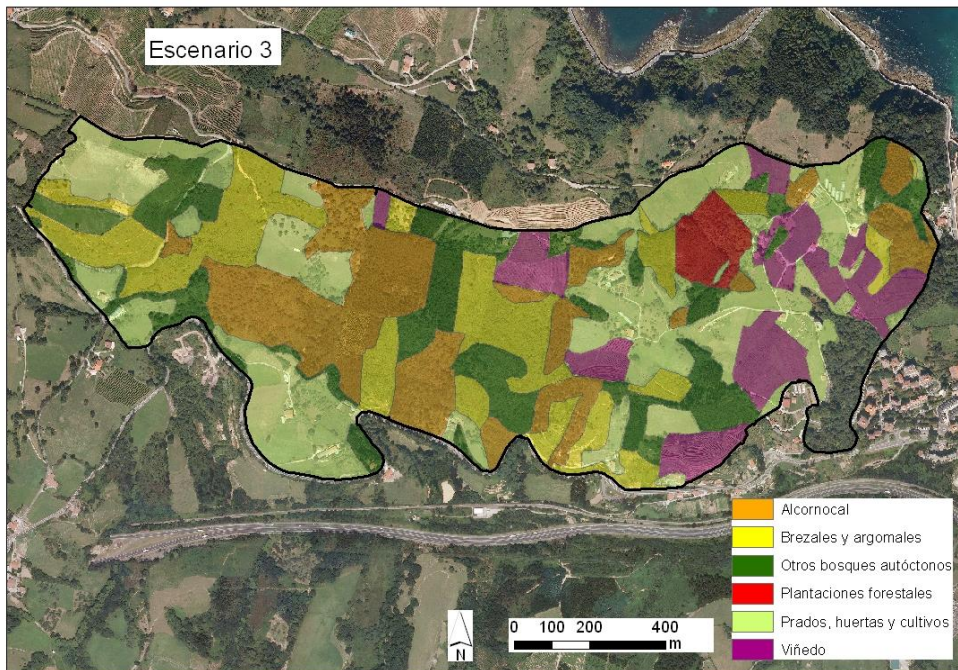 Escenario 3
Alcornocal
Brezales y argomales
Otros bosques autóctonos
Plantaciones forestales
Prados, huertas y cultivos
Viñedo
0 100 200 400
m
N